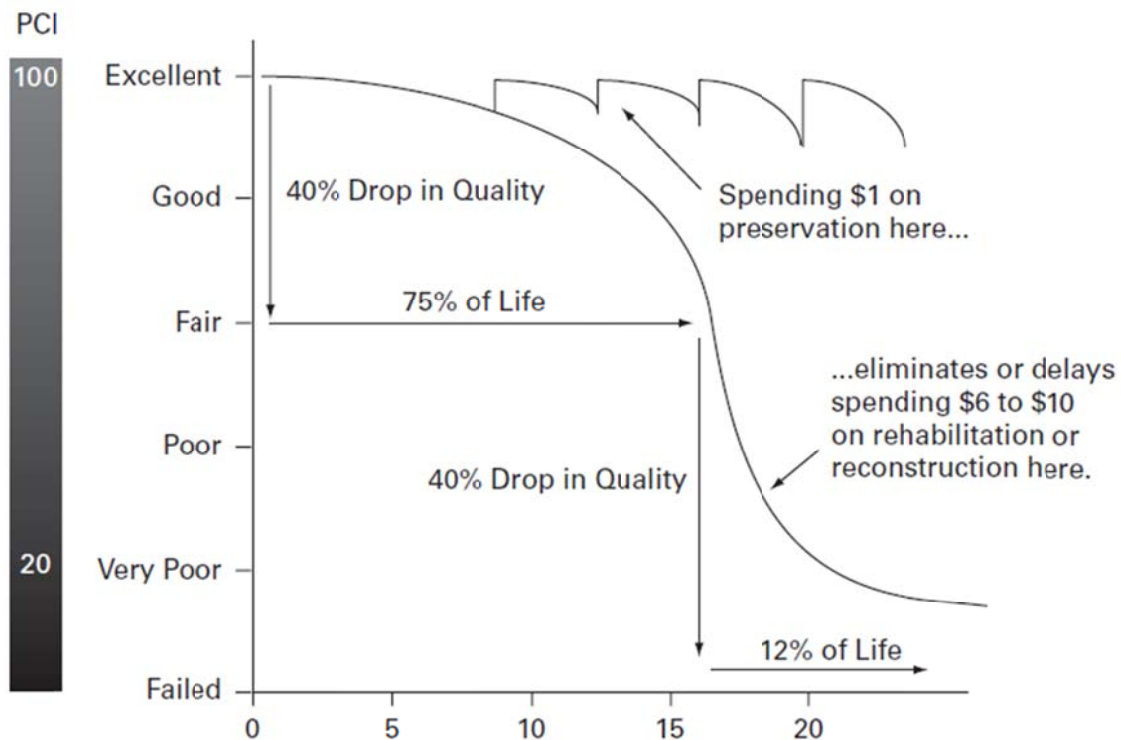 PCI
100
20
Excellent
Good
Fair
Poor
Very Poor
Failed
40% Drop in Quality
75% of Life
Spending $1 on
preservation here...
...eliminates or delays
spending $6 to $10
on rehabilitation or
reconstruction here.
40% Drop in Quality
12% of Life
0
5
10
15
20